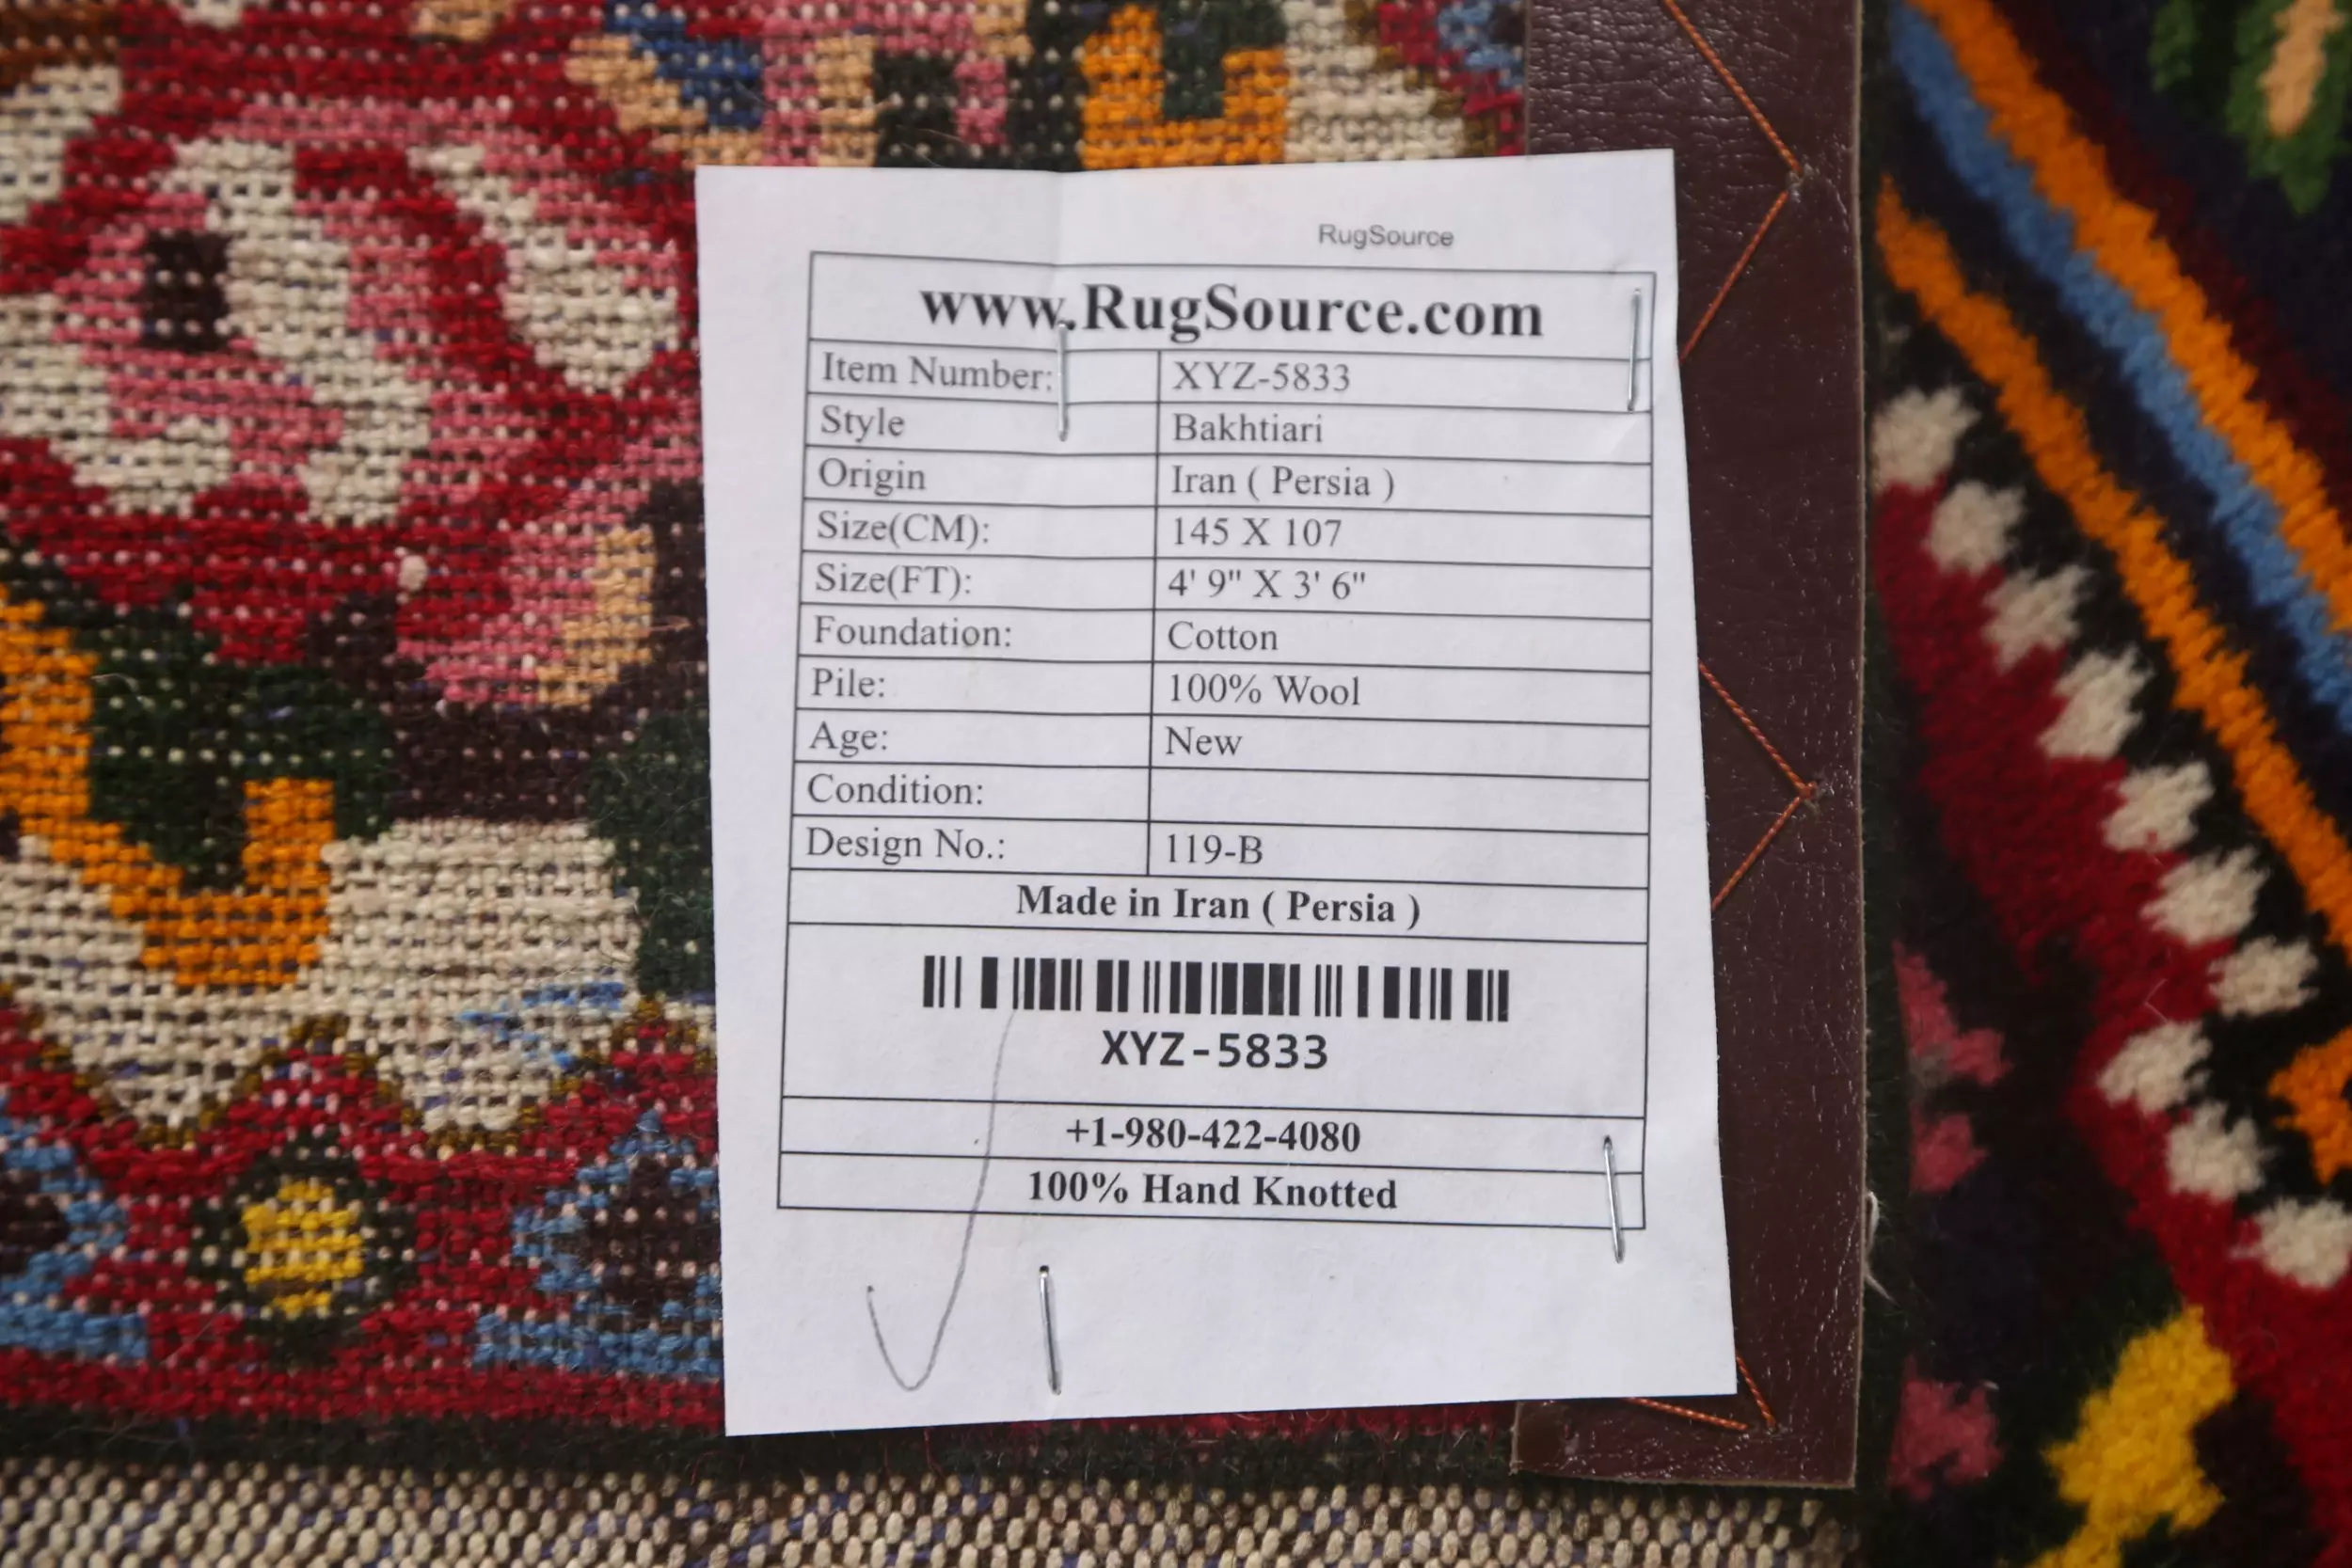 RugSource
www.RugSource.com
Item Number: XYZ-5833
Style Bakhtiari
Origin Iran ( Persia )
Size(CM): 145 X 107
Size(FT): 4' 9" X 3' 6"
Foundation: Cotton
Pile: 100% Wool
Age: New
Condition:
Design No.: 119-B
Made in Iran ( Persia )
XYZ-5833
+1-980-422-4080
100% Hand Knotted